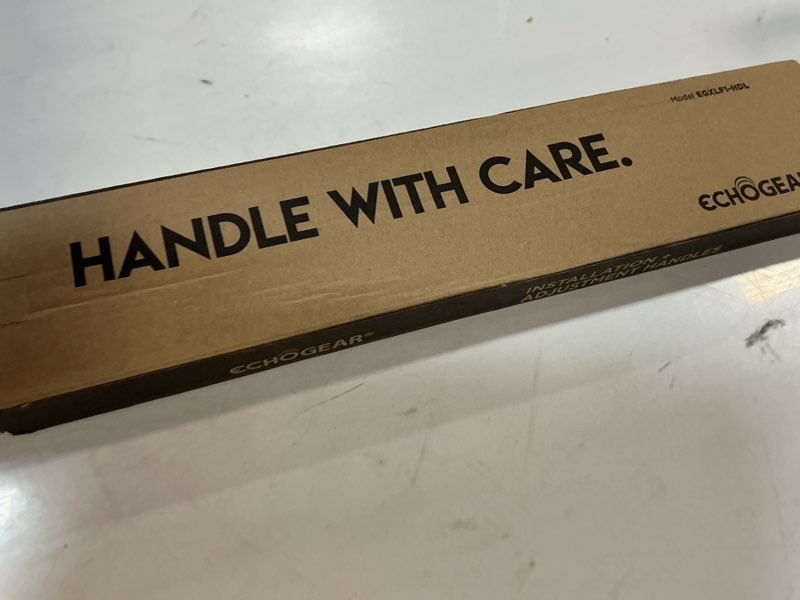 Model EGXLF1-HDL
HANDLE WITH CARE.
ECHOGEAR
INSTALLATION +
ADJUSTMENT HANDLES
ECHOGEAR®